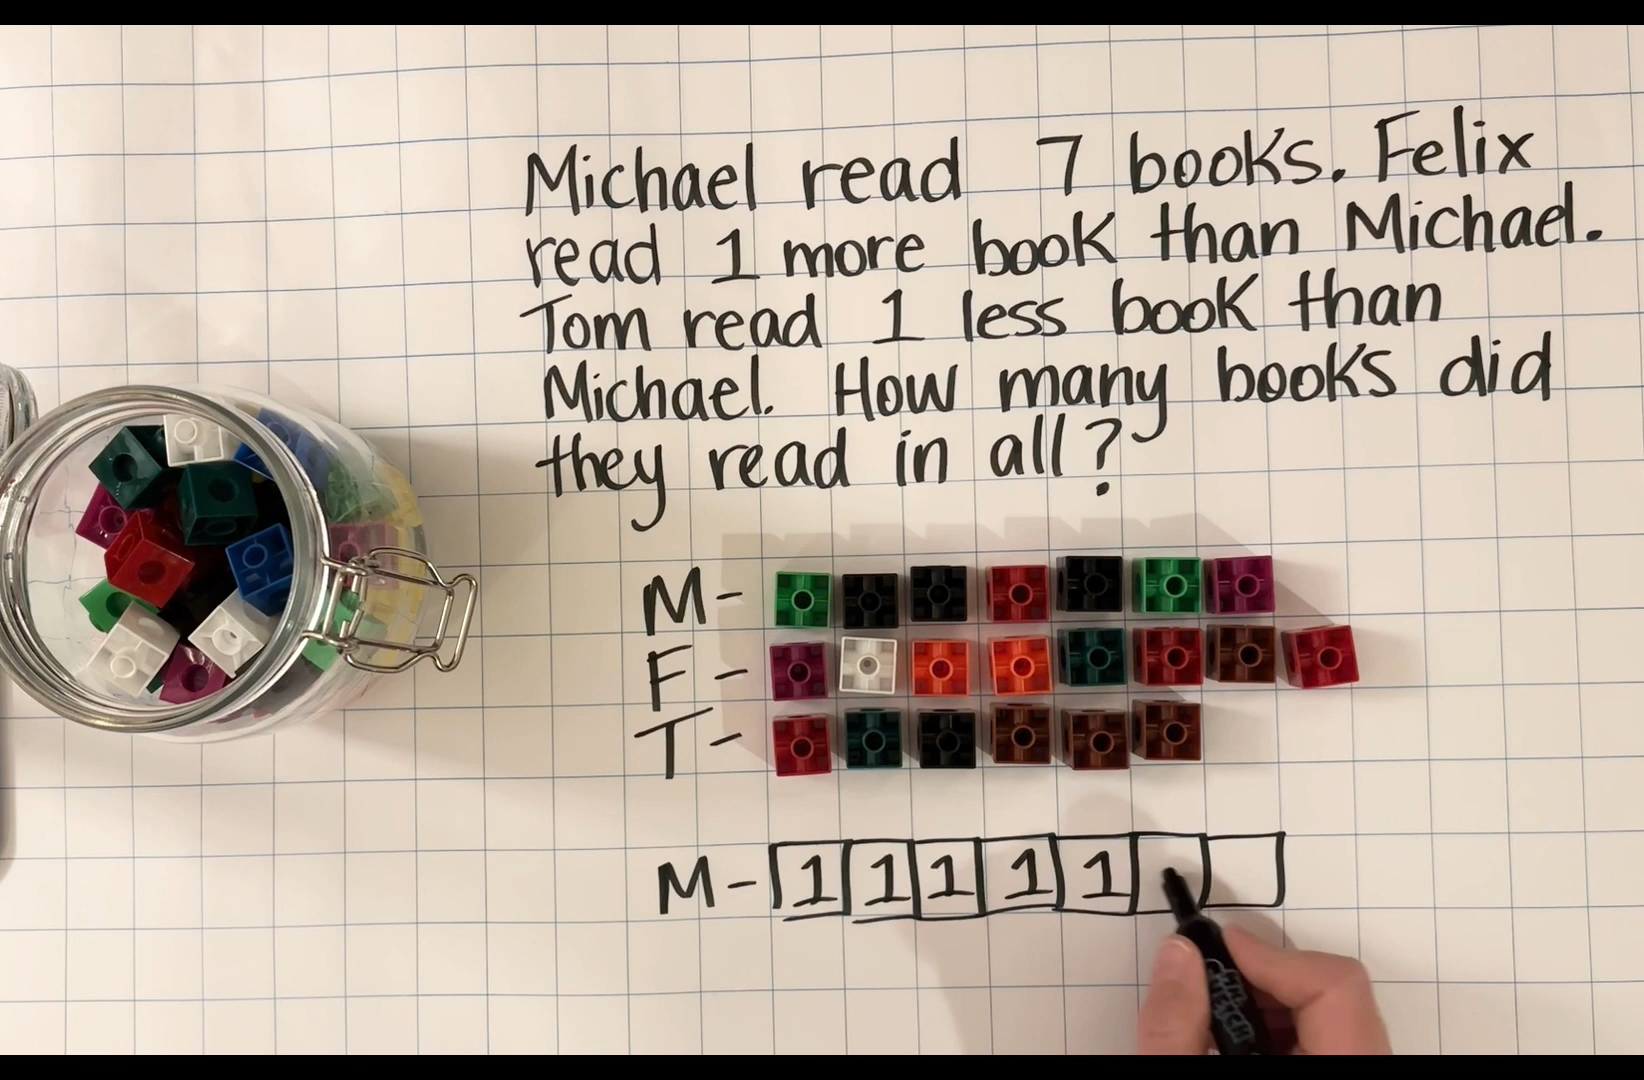 Michael read 7 books. Felix
read 1 more book than Michael.
Tom read 1 less book than
Michael. How many books did
they read in all?
M-
F-
T-
M- 1 1 1 1 1